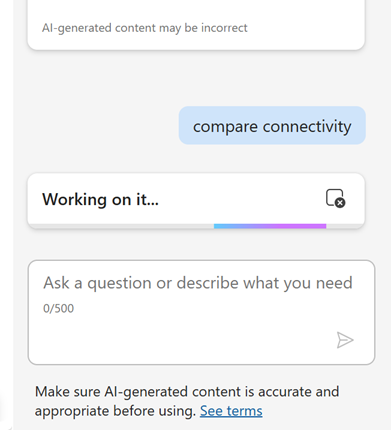 AI-generated content may be incorrect
compare connectivity
Working on it...
Ask a question or describe what you need
0/500
Make sure AI-generated content is accurate and
appropriate before using. See terms